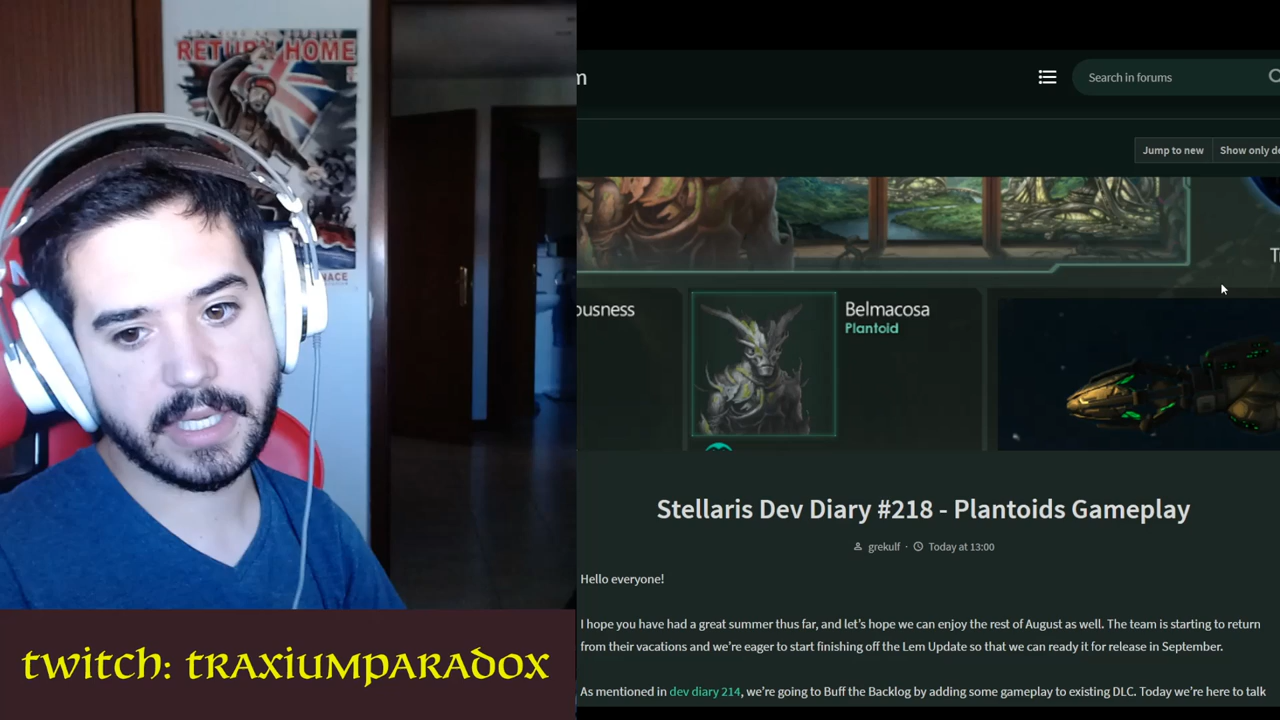 RETURN HOME
NACE
twitch: traxiumparadox
m
Search in forums
Jump to new
Show only de
Tr
ousness
Belmacosa
Plantoid
Stellaris Dev Diary #218 - Plantoids Gameplay
grekulf · Today at 13:00
Hello everyone!
I hope you have had a great summer thus far, and let's hope we can enjoy the rest of August as well. The team is starting to return
from their vacations and we're eager to start finishing off the Lem Update so that we can ready it for release in September.
As mentioned in dev diary 214, we're going to Buff the Backlog by adding some gameplay to existing DLC. Today we're here to talk